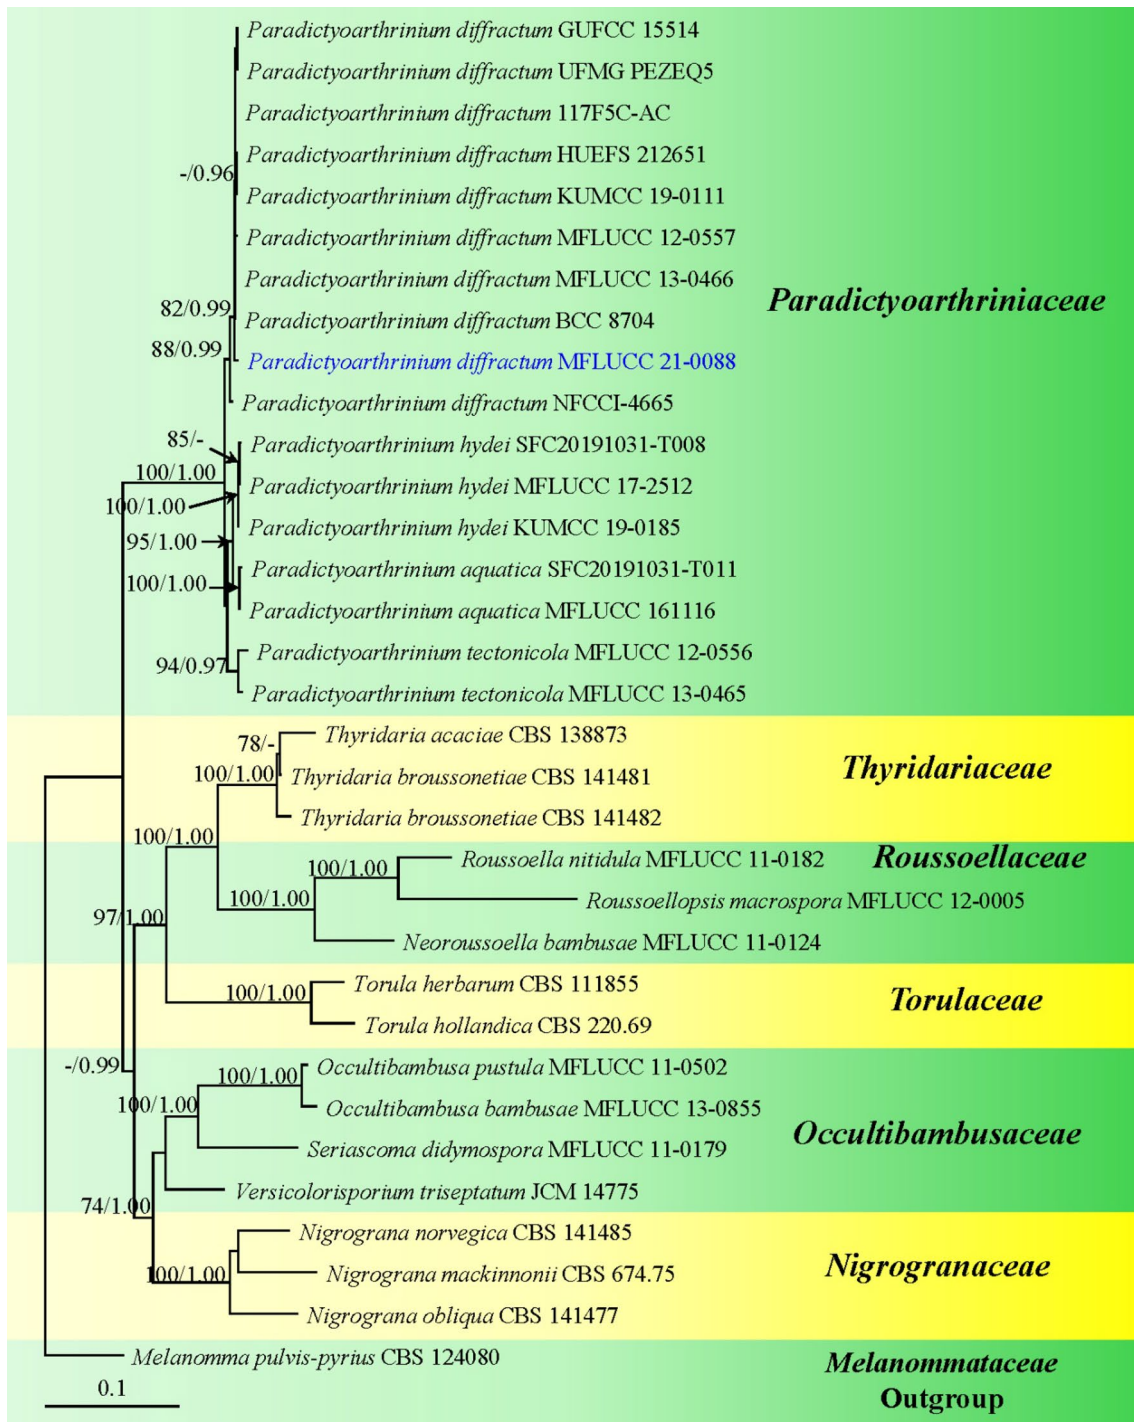 Paradictyoarthrinium diffractum GUFCC 15514
Paradictyoarthrinium diffractum UFMG PEZEQ5
Paradictyoarthrinium diffractum 117F5C-AC
Paradictyoarthrinium diffractum HUEFS 212651
-/0.96
Paradictyoarthrinium diffractum KUMCC 19-0111
Paradictyoarthrinium diffractum MFLUCC 12-0557
Paradictyoarthrinium diffractum MFLUCC 13-0466
Paradictyoarthriniaceae
82/0.99
Paradictyoarthrinium diffractum BCC 8704
88/0.99
Paradictyoarthrinium diffractum MFLUCC 21-0088
Paradictyoarthrinium diffractum NFCCI-4665
85/-
Paradictyoarthrinium hydei SFC20191031-T008
100/1.00
Paradictyoarthrinium hydei MFLUCC 17-2512
100/1.00
Paradictyoarthrinium hydei KUMCC 19-0185
95/1.00
Paradictyoarthrinium aquatica SFC20191031-T011
100/1.00
Paradictyoarthrinium aquatica MFLUCC 161116
Paradictyoarthrinium tectonicola MFLUCC 12-0556
94/0.97
Paradictyoarthrinium tectonicola MFLUCC 13-0465
Thyridaria acaciae CBS 138873
78/-
Thyridariaceae
100/1.00
Thyridaria broussonetiae CBS 141481
Thyridaria broussonetiae CBS 141482
100/1.00
Roussoella nitidula MFLUCC 11-0182
Roussoellaceae
100/1.00
100/1.00
Roussoellopsis macrospora MFLUCC 12-0005
97/1.00
Neoroussoella bambusae MFLUCC 11-0124
Torula herbarum CBS 111855
100/1.00
Torulaceae
Torula hollandica CBS 220.69
-/0.99
Occultibambusa pustula MFLUCC 11-0502
100/1.00
100/1.00
Occultibambusa bambusae MFLUCC 13-0855
Occultibambusaceae
Seriascoma didymospora MFLUCC 11-0179
Versicolorisporium triseptatum JCM 14775
74/1.00
Nigrograna norvegica CBS 141485
100/1.00
Nigrograna mackinnonii CBS 674.75
Nigrogranaceae
Nigrograna obliqua CBS 141477
Melanomma pulvis-pyrius CBS 124080
Melanommataceae
0.1
Outgroup